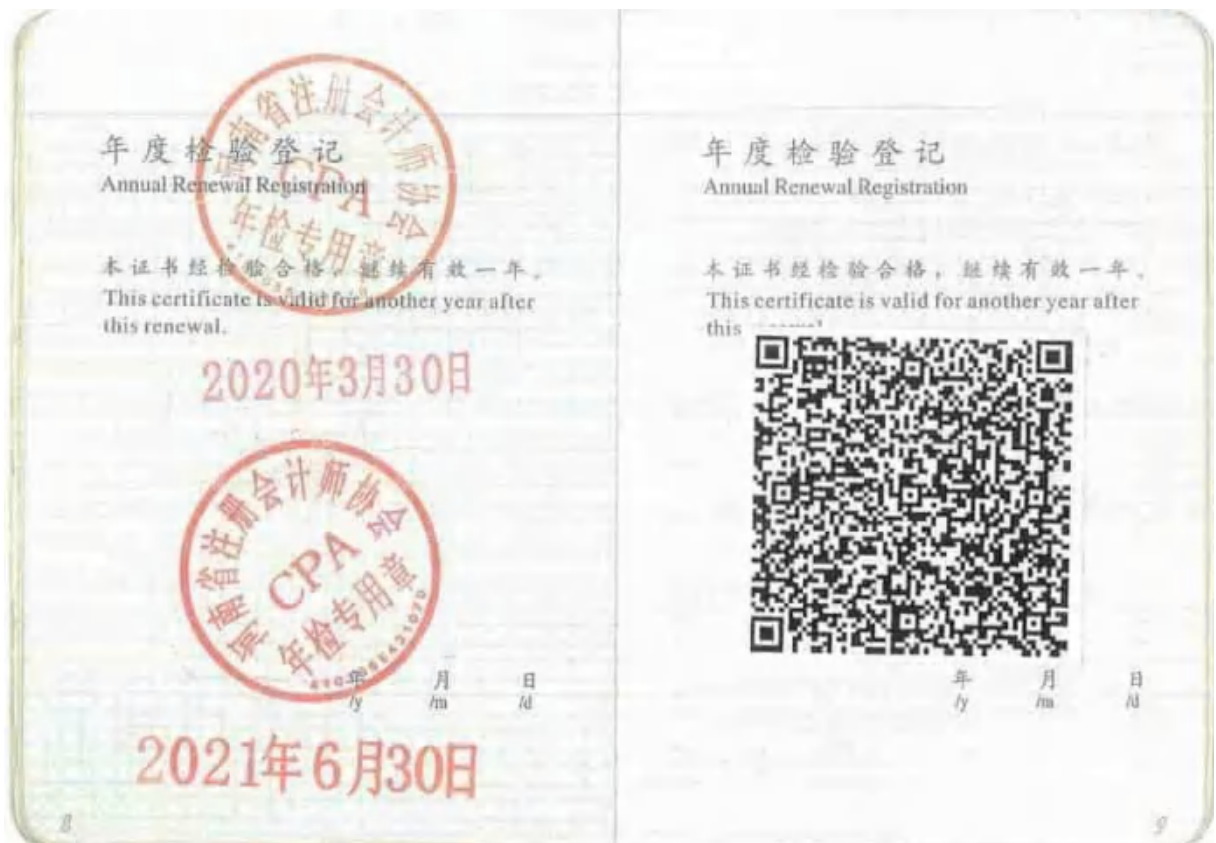 年度检验登记
Annual Renewal Registration
河南省注册会计师协会
CPA
年检专用章
本证书经检验合格，继续有效一年。
This certificate is valid for another year after
this renewal.
2020年3月30日
河南省注册会计师协会
CPA
年检专用章
年 月 日
/y /m /d
2021年6月30日
8
年度检验登记
Annual Renewal Registration
本证书经检验合格，继续有效一年。
This certificate is valid for another year after
this
年 月 日
/y /m /d
9